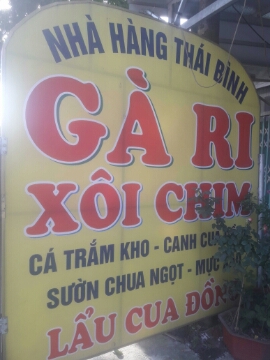 NHÀ HÀNG THÁI BÌNH
GÀ RI
XÔI CHIM
CÁ TRẮM KHO - CANH
SƯỜN CHUA NGỌT - MỰC
LẨU CUA ĐỒNG